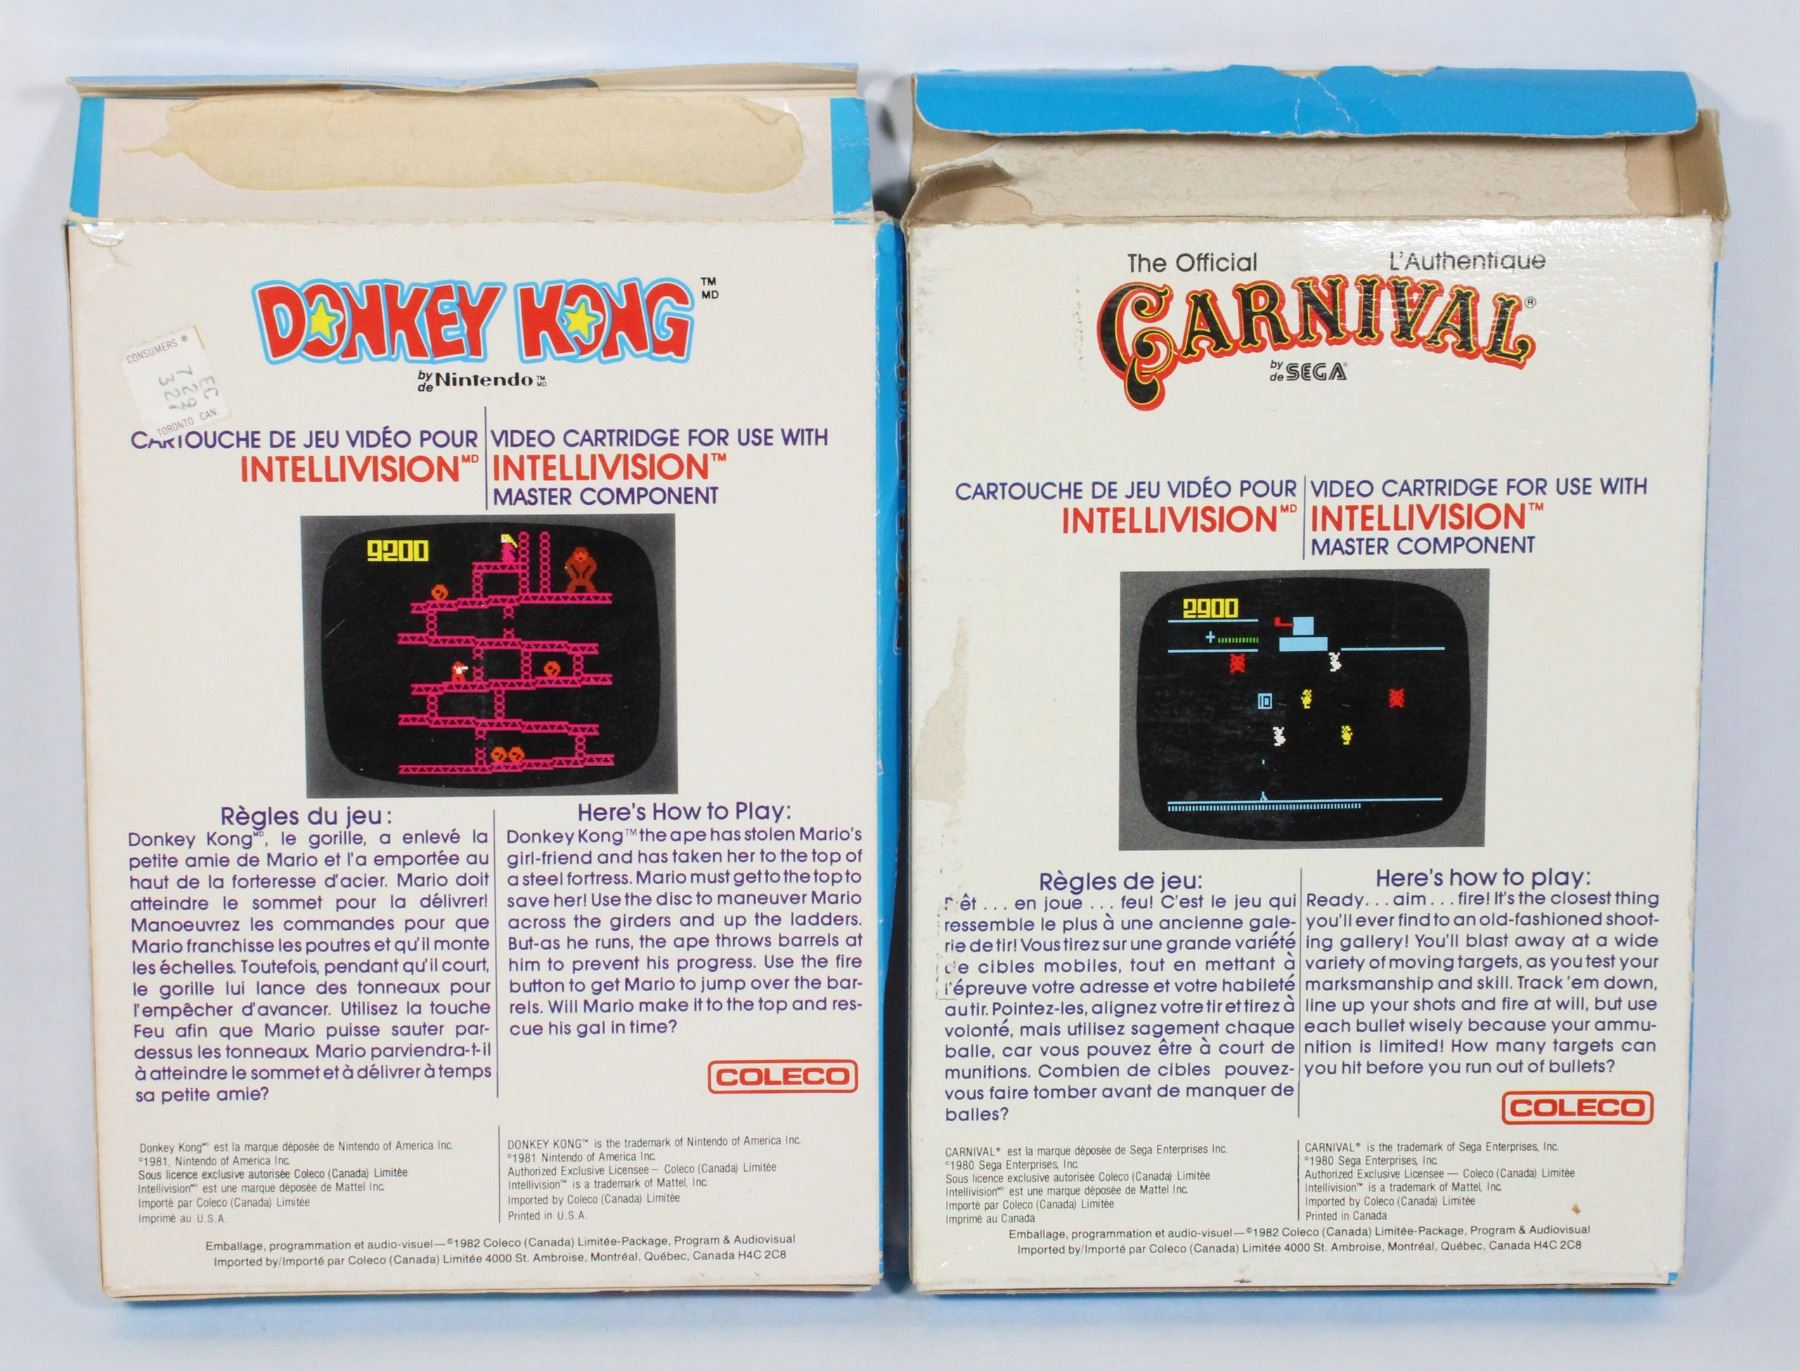 DONKEY KONG ™ MD
by de Nintendo ™ MD
CONSUMERS
EC
7 29
3 22
TORONTO CAN.
CARTOUCHE DE JEU VIDÉO POUR
INTELLIVISION MD
VIDEO CARTRIDGE FOR USE WITH
INTELLIVISION™
MASTER COMPONENT
9200
Règles du jeu:
Donkey Kong MD, le gorille, a enlevé la
petite amie de Mario et l'a emportée au
haut de la forteresse d'acier. Mario doit
atteindre le sommet pour la délivrer!
Manoeuvrez les commandes pour que
Mario franchisse les poutres et qu'il monte
les échelles. Toutefois, pendant qu'il court,
le gorille lui lance des tonneaux pour
l'empêcher d'avancer. Utilisez la touche
Feu afin que Mario puisse sauter par-
dessus les tonneaux. Mario parviendra-t-il
à atteindre le sommet et à délivrer à temps
sa petite amie?
Here's How to Play:
Donkey Kong™ the ape has stolen Mario's
girl-friend and has taken her to the top of
a steel fortress. Mario must get to the top to
save her! Use the disc to maneuver Mario
across the girders and up the ladders.
But-as he runs, the ape throws barrels at
him to prevent his progress. Use the fire
button to get Mario to jump over the bar-
rels. Will Mario make it to the top and res-
cue his gal in time?
COLECO
Donkey Kong MD est la marque déposée de Nintendo of America Inc.
©1981, Nintendo of America Inc.
Sous licence exclusive autorisée Coleco (Canada) Limitée
Intellivision MD est une marque déposée de Mattel Inc.
Importé par Coleco (Canada) Limitée
Imprimé au U.S.A.
DONKEY KONG™ is the trademark of Nintendo of America Inc.
©1981 Nintendo of America Inc.
Authorized Exclusive Licensee – Coleco (Canada) Limitée
Intellivision™ is a trademark of Mattel, Inc.
Imported by Coleco (Canada) Limitée
Printed in U.S.A.
Emballage, programmation et audio-visuel—©1982 Coleco (Canada) Limitée-Package, Program & Audiovisual
Imported by/Importé par Coleco (Canada) Limitée 4000 St. Ambroise, Montréal, Québec, Canada H4C 2C8
The Official L'Authentique
CARNIVAL®
by de SEGA®
CARTOUCHE DE JEU VIDÉO POUR
INTELLIVISION MD
VIDEO CARTRIDGE FOR USE WITH
INTELLIVISION™
MASTER COMPONENT
2900
+
10
Règles de jeu:
Prêt ... en joue ... feu! C'est le jeu qui
ressemble le plus à une ancienne gale-
rie de tir! Vous tirez sur une grande variété
de cibles mobiles, tout en mettant à
l'épreuve votre adresse et votre habileté
au tir. Pointez-les, alignez votre tir et tirez à
volonté, mais utilisez sagement chaque
balle, car vous pouvez être à court de
munitions. Combien de cibles pouvez-
vous faire tomber avant de manquer de
balles?
Here's how to play:
Ready... aim... fire! It's the closest thing
you'll ever find to an old-fashioned shoot-
ing gallery! You'll blast away at a wide
variety of moving targets, as you test your
marksmanship and skill. Track 'em down,
line up your shots and fire at will, but use
each bullet wisely because your ammu-
nition is limited! How many targets can
you hit before you run out of bullets?
COLECO
CARNIVAL® est la marque déposée de Sega Enterprises, Inc.
©1980 Sega Enterprises, Inc.
Sous licence exclusive autorisée Coleco (Canada) Limitée
Intellivision MD est une marque déposée de Mattel Inc.
Importé par Coleco (Canada) Limitée
Imprimé au Canada
CARNIVAL® is the trademark of Sega Enterprises, Inc.
©1980 Sega Enterprises, Inc.
Authorized Exclusive Licensee — Coleco (Canada) Limitée
Intellivision™ is a trademark of Mattel, Inc.
Imported by Coleco (Canada) Limitée
Printed in Canada
Emballage, programmation et audio-visuel—©1982 Coleco (Canada) Limitée-Package, Program & Audiovisual
Imported by/Importé par Coleco (Canada) Limitée 4000 St. Ambroise, Montréal, Québec, Canada H4C 2C8